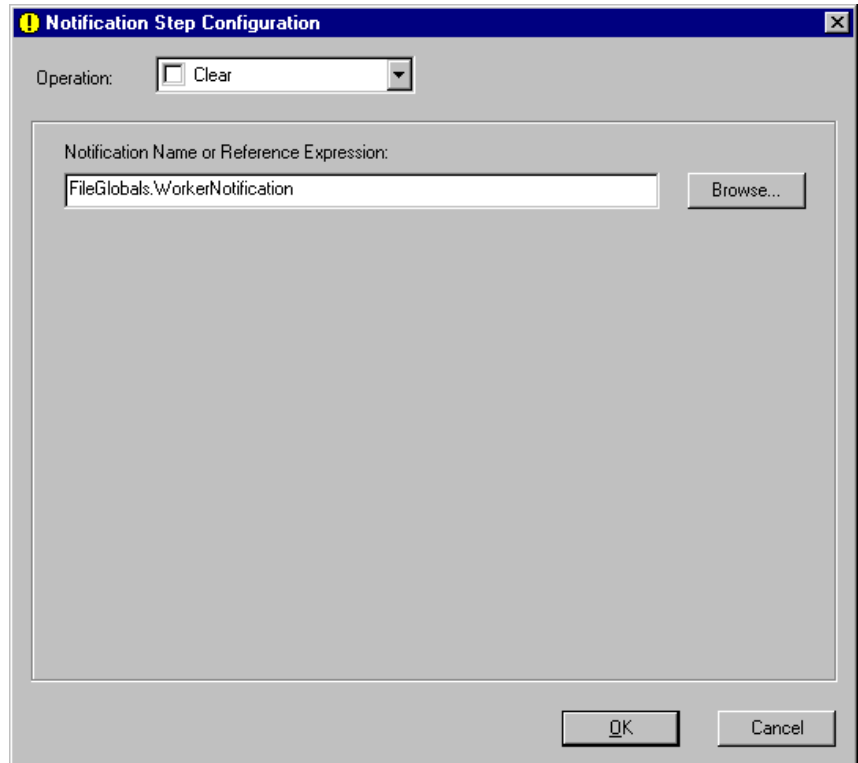 Notification Step Configuration
Operation: Clear
Notification Name or Reference Expression:
FileGlobals.WorkerNotification Browse...
OK Cancel